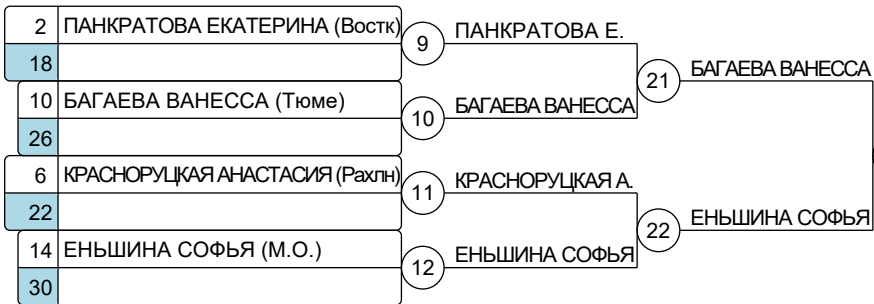 2 ПАНКРАТОВА ЕКАТЕРИНА (Востк)
9 ПАНКРАТОВА Е.
18
21 БАГАЕВА ВАНЕССА
10 БАГАЕВА ВАНЕССА (Тюме)
10 БАГАЕВА ВАНЕССА
26
6 КРАСНОРУЦКАЯ АНАСТАСИЯ (Рахлн)
11 КРАСНОРУЦКАЯ А.
22
22 ЕНЬШИНА СОФЬЯ
14 ЕНЬШИНА СОФЬЯ (М.О.)
12 ЕНЬШИНА СОФЬЯ
30